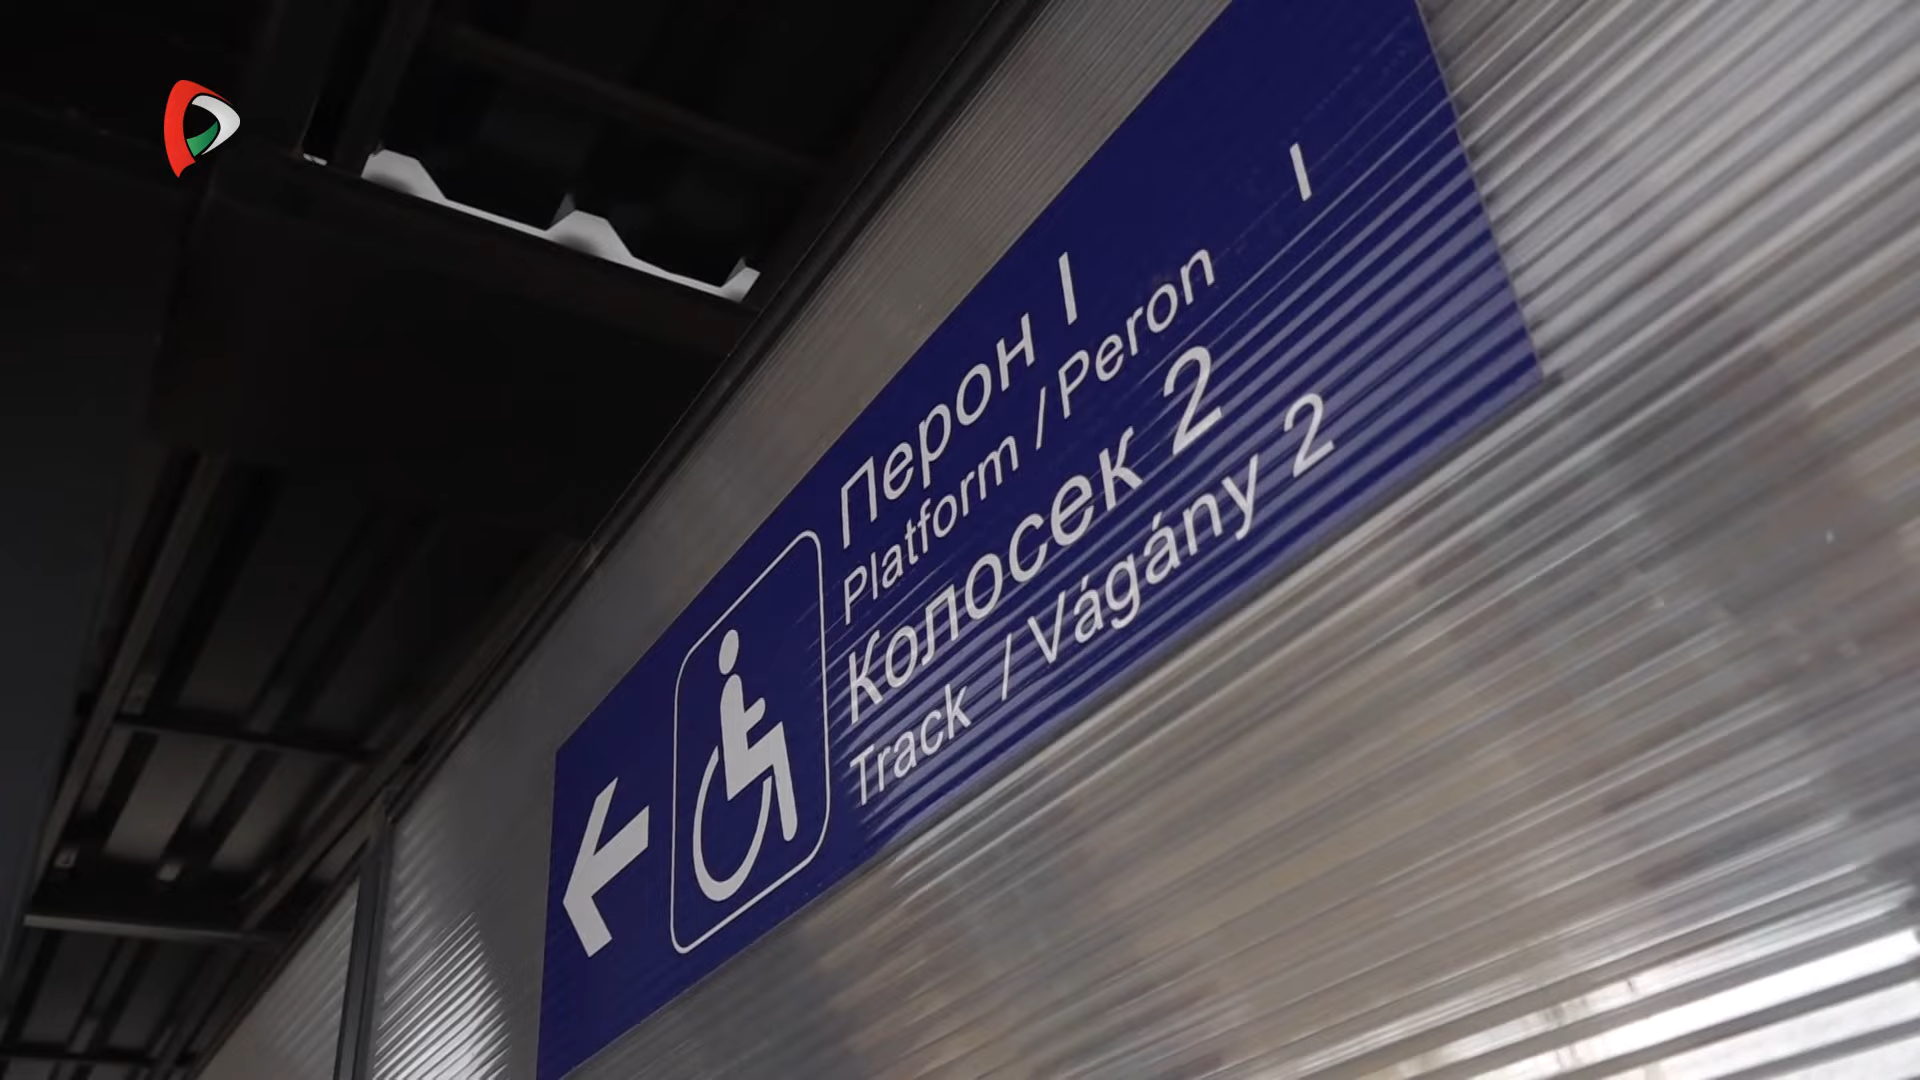 Перон I
Platform / Peron I
Колосек 2
Track / Vágány 2